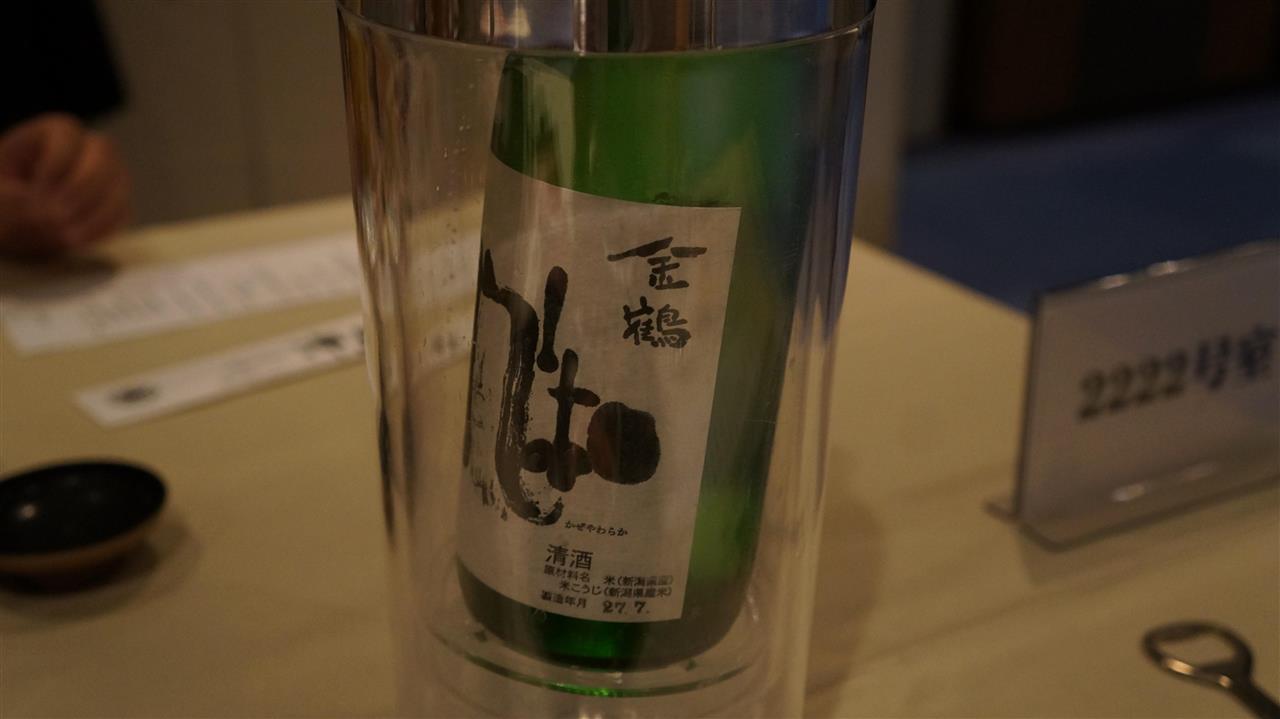 金鶴
かぜやわらか
清酒
原材料名 米(新潟県産)
米こうじ(新潟県産米)
製造年月 27.7.
2222号室